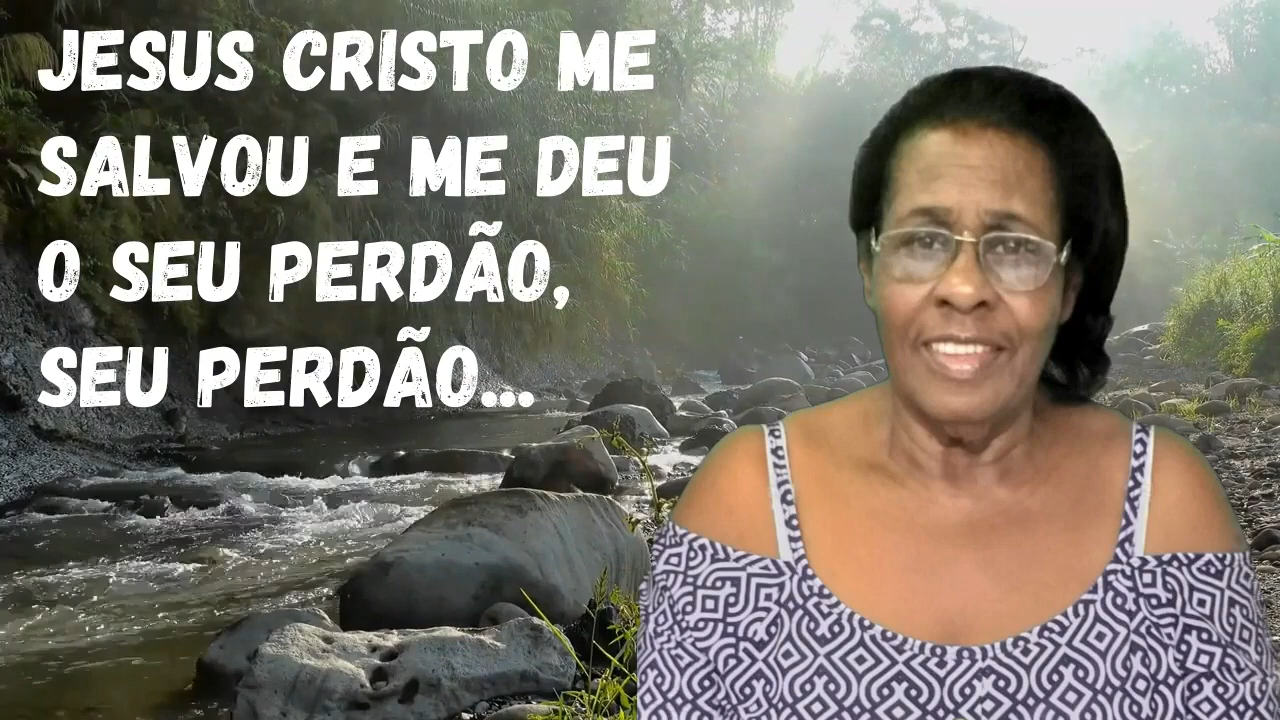 JESUS CRISTO ME
SALVOU E ME DEU
O SEU PERDÃO,
SEU PERDÃO...